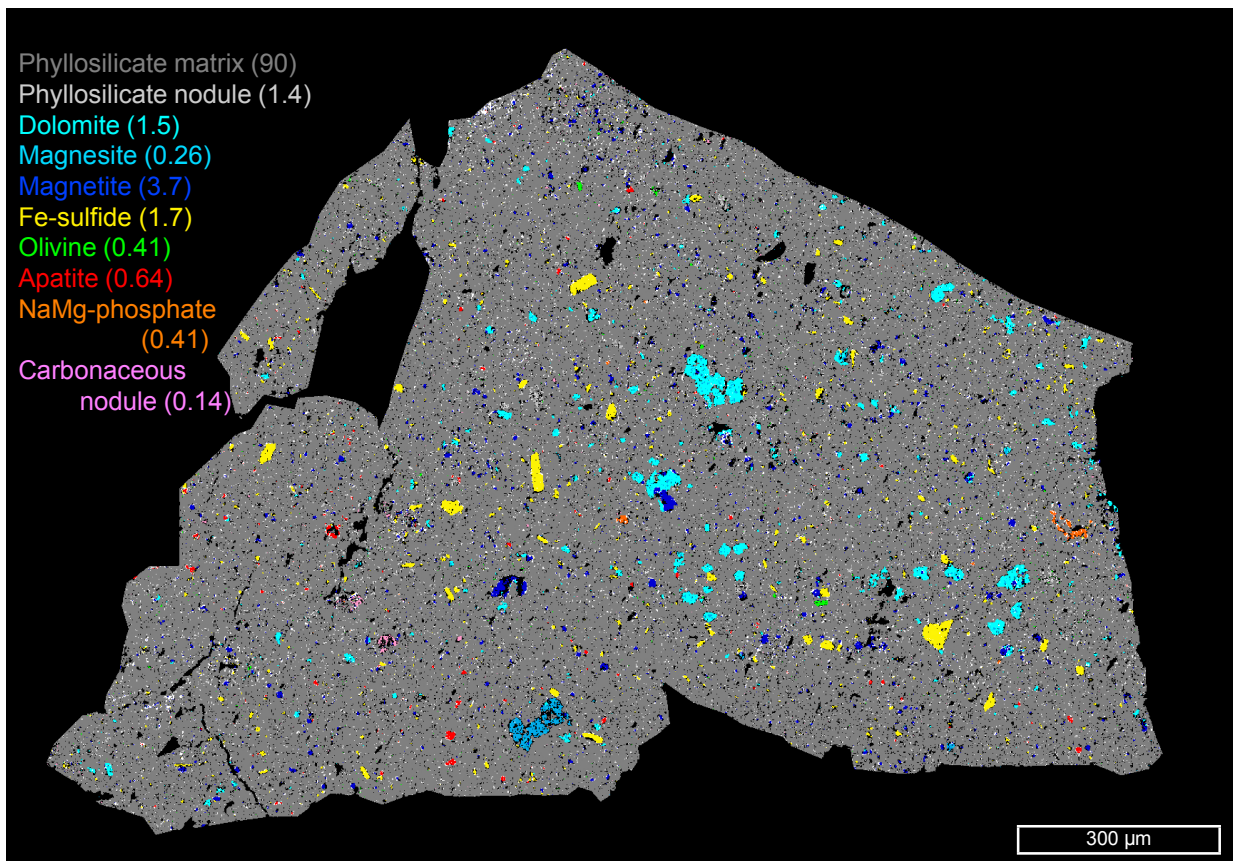 Phyllosilicate matrix (90)
Phyllosilicate nodule (1.4)
Dolomite (1.5)
Magnesite (0.26)
Magnetite (3.7)
Fe-sulfide (1.7)
Olivine (0.41)
Apatite (0.64)
NaMg-phosphate
(0.41)
Carbonaceous
nodule (0.14)
300 µm